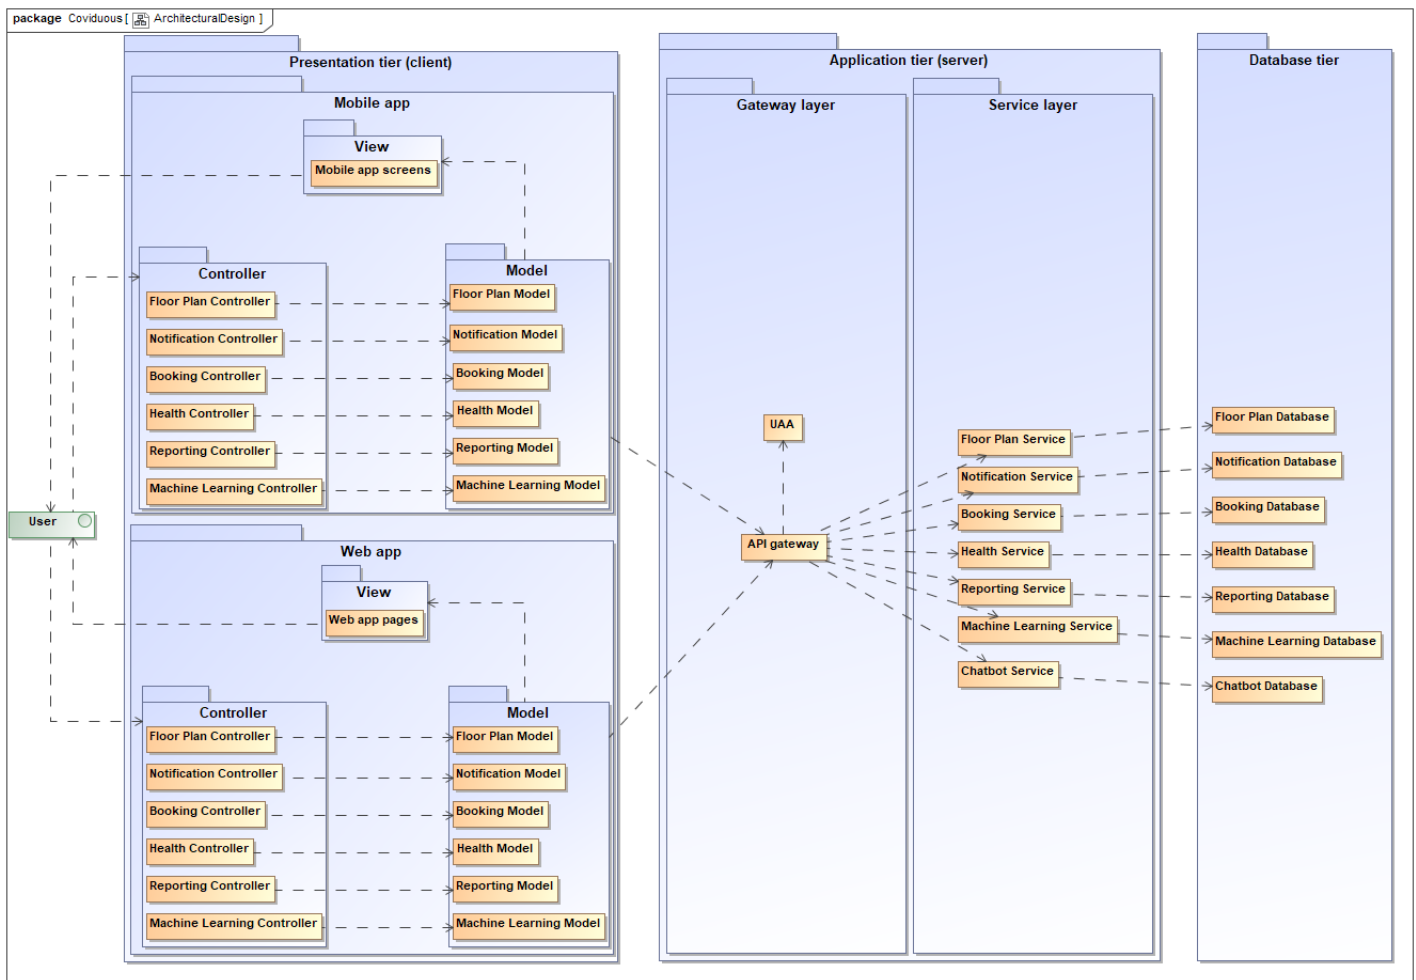 package Coviduous [ ArchitecturalDesign ]
Presentation tier (client)
Mobile app
View
Mobile app screens
Controller
Floor Plan Controller
Notification Controller
Booking Controller
Health Controller
Reporting Controller
Machine Learning Controller
Model
Floor Plan Model
Notification Model
Booking Model
Health Model
Reporting Model
Machine Learning Model
User
Web app
View
Web app pages
Controller
Floor Plan Controller
Notification Controller
Booking Controller
Health Controller
Reporting Controller
Machine Learning Controller
Model
Floor Plan Model
Notification Model
Booking Model
Health Model
Reporting Model
Machine Learning Model
Application tier (server)
Gateway layer
UAA
API gateway
Service layer
Floor Plan Service
Notification Service
Booking Service
Health Service
Reporting Service
Machine Learning Service
Chatbot Service
Database tier
Floor Plan Database
Notification Database
Booking Database
Health Database
Reporting Database
Machine Learning Database
Chatbot Database